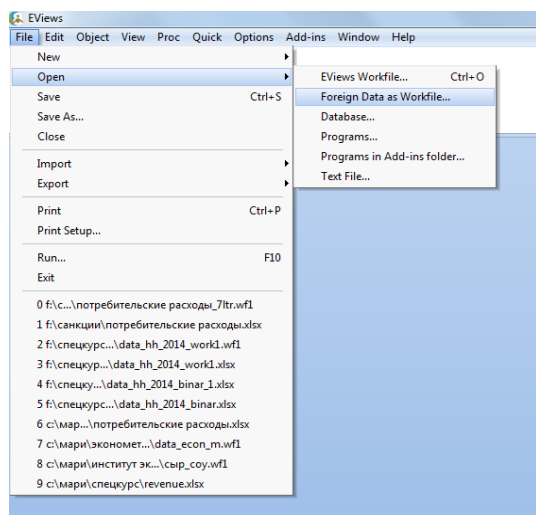 EViews
File Edit Object View Proc Quick Options Add-ins Window Help
New
Open
Save Ctrl+S
Save As...
Close
Import
Export
Print Ctrl+P
Print Setup...
Run... F10
Exit
0 f:\с...\потребительские расходы_7ltr.wf1
1 f:\санкции\потребительские расходы.xlsx
2 f:\спецкурс...\data_hh_2014_work1.wf1
3 f:\спецкур...\data_hh_2014_work1.xlsx
4 f:\спецку...\data_hh_2014_binar_1.xlsx
5 f:\спецкурс...\data_hh_2014_binar.xlsx
6 c:\мар...\потребительские расходы.xlsx
7 c:\мари\экономет...\data_econ_m.wf1
8 c:\мари\институт эк...\сыр_соу.wf1
9 c:\мари\спецкурс\revenue.xlsx
EViews Workfile... Ctrl+O
Foreign Data as Workfile...
Database...
Programs...
Programs in Add-ins folder...
Text File...